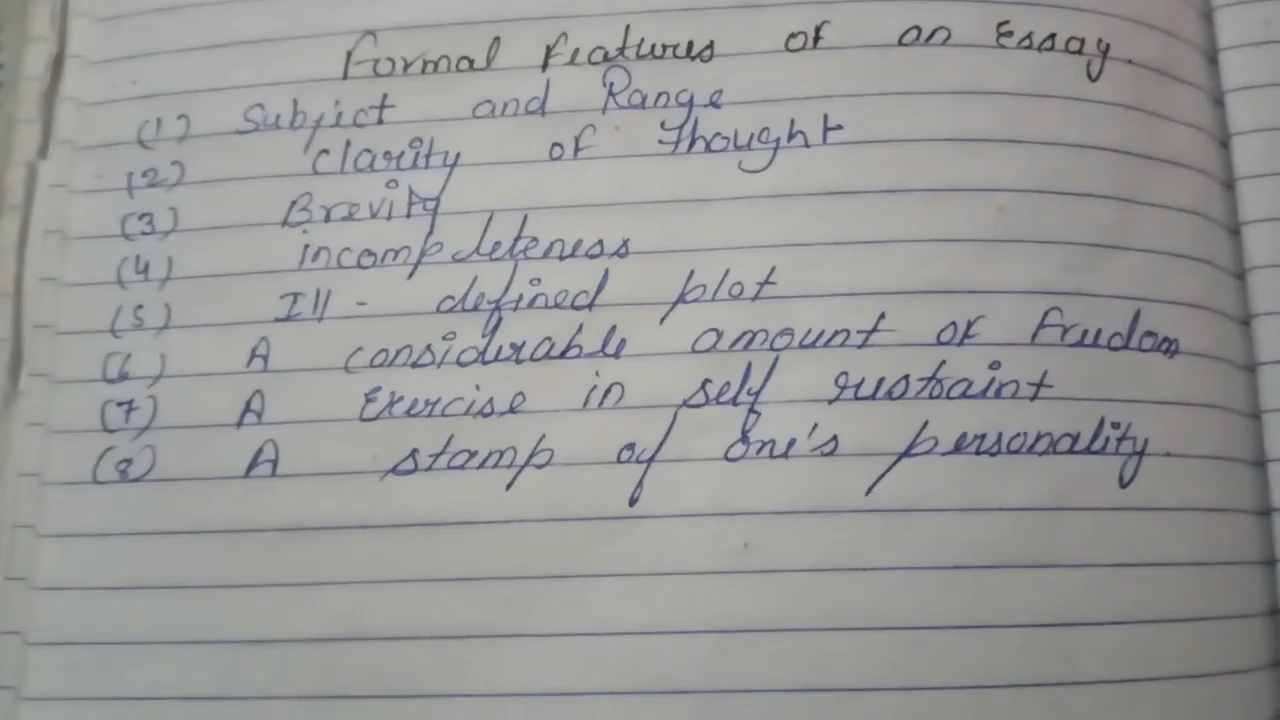 Formal Features of an Essay.
(1) Subject and Range
(2) Clarity of Thought
(3) Brevity
(4) incompleteness
(5) Ill - defined plot
(6) A considerable amount of Freedom
(7) A Exercise in self restraint
(8) A stamp of One's personality.